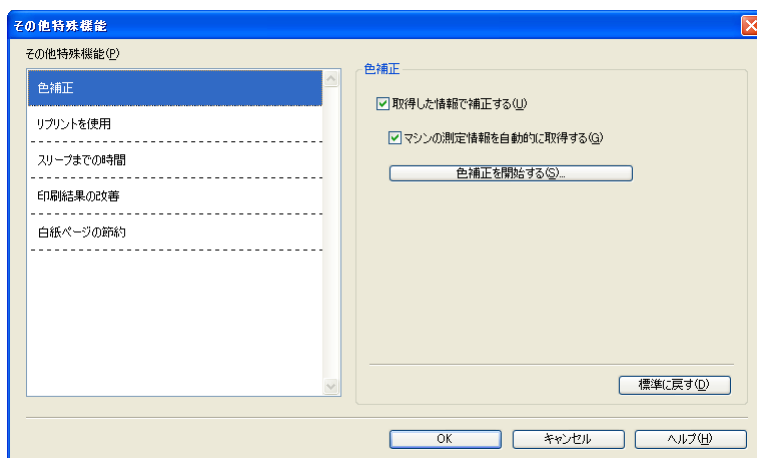 その他特殊機能
その他特殊機能(P)
色補正
リプリントを使用
スリープまでの時間
印刷結果の改善
白紙ページの節約
色補正
取得した情報で補正する(U)
マシンの測定情報を自動的に取得する(G)
色補正を開始する(S)...
標準に戻す(D)
OK
キャンセル
ヘルプ(H)